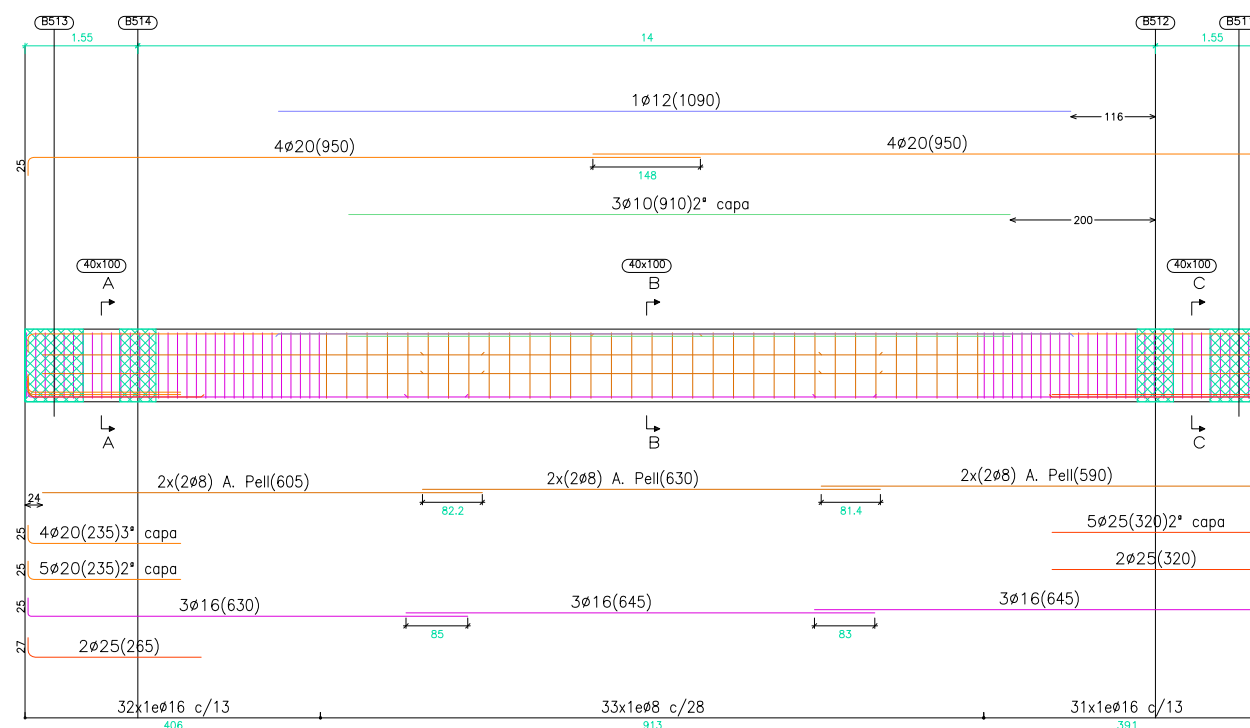 B513
B514
B512
B51
1.55
14
1.55
1ø12(1090)
116
4ø20(950)
4ø20(950)
25
148
3ø10(910)2ª capa
200
40x100
40x100
40x100
A
B
C
A
B
C
2x(2ø8) A. Pell(605)
2x(2ø8) A. Pell(630)
2x(2ø8) A. Pell(590)
24
82.2
81.4
25
4ø20(235)3ª capa
5ø25(320)2ª capa
25
5ø20(235)2ª capa
2ø25(320)
25
3ø16(630)
3ø16(645)
3ø16(645)
85
83
27
2ø25(265)
32x1eø16 c/13
33x1eø8 c/28
31x1eø16 c/13
406
913
391